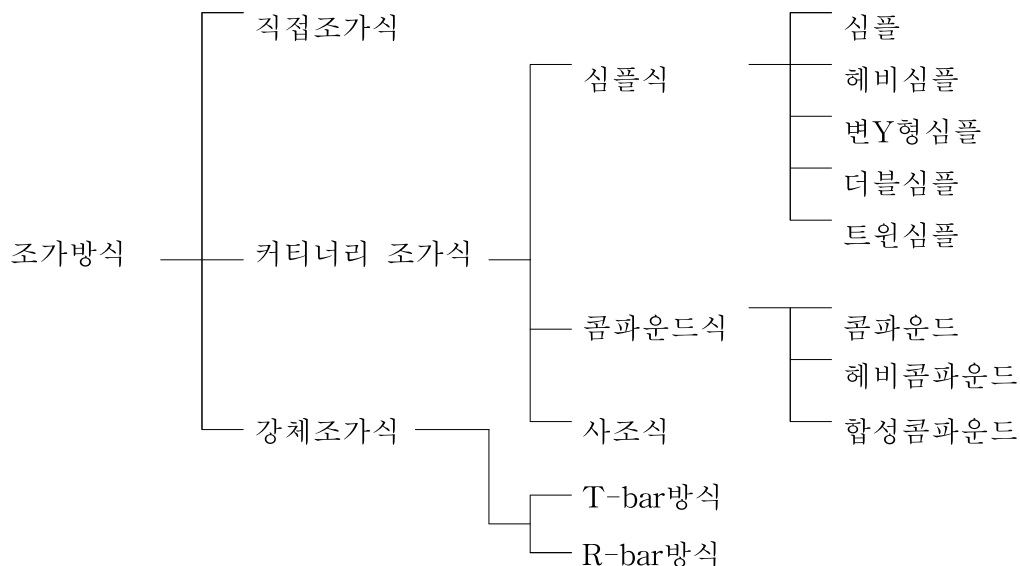 직접조가식
심플
심플식
헤비심플
변Y형심플
더블심플
트윈심플
조가방식
커티너리 조가식
콤파운드식
콤파운드
헤비콤파운드
강체조가식
사조식
합성콤파운드
T-bar방식
R-bar방식